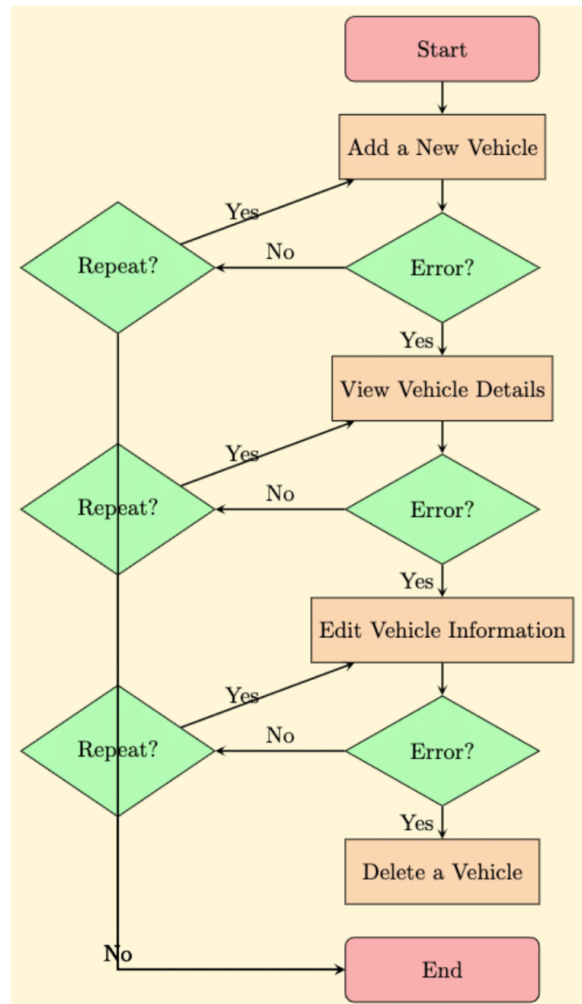 Start
Add a New Vehicle
Yes
No
Repeat?
Error?
Yes
View Vehicle Details
Yes
No
Repeat?
Error?
Yes
Edit Vehicle Information
Yes
No
Repeat?
Error?
Yes
Delete a Vehicle
No
End